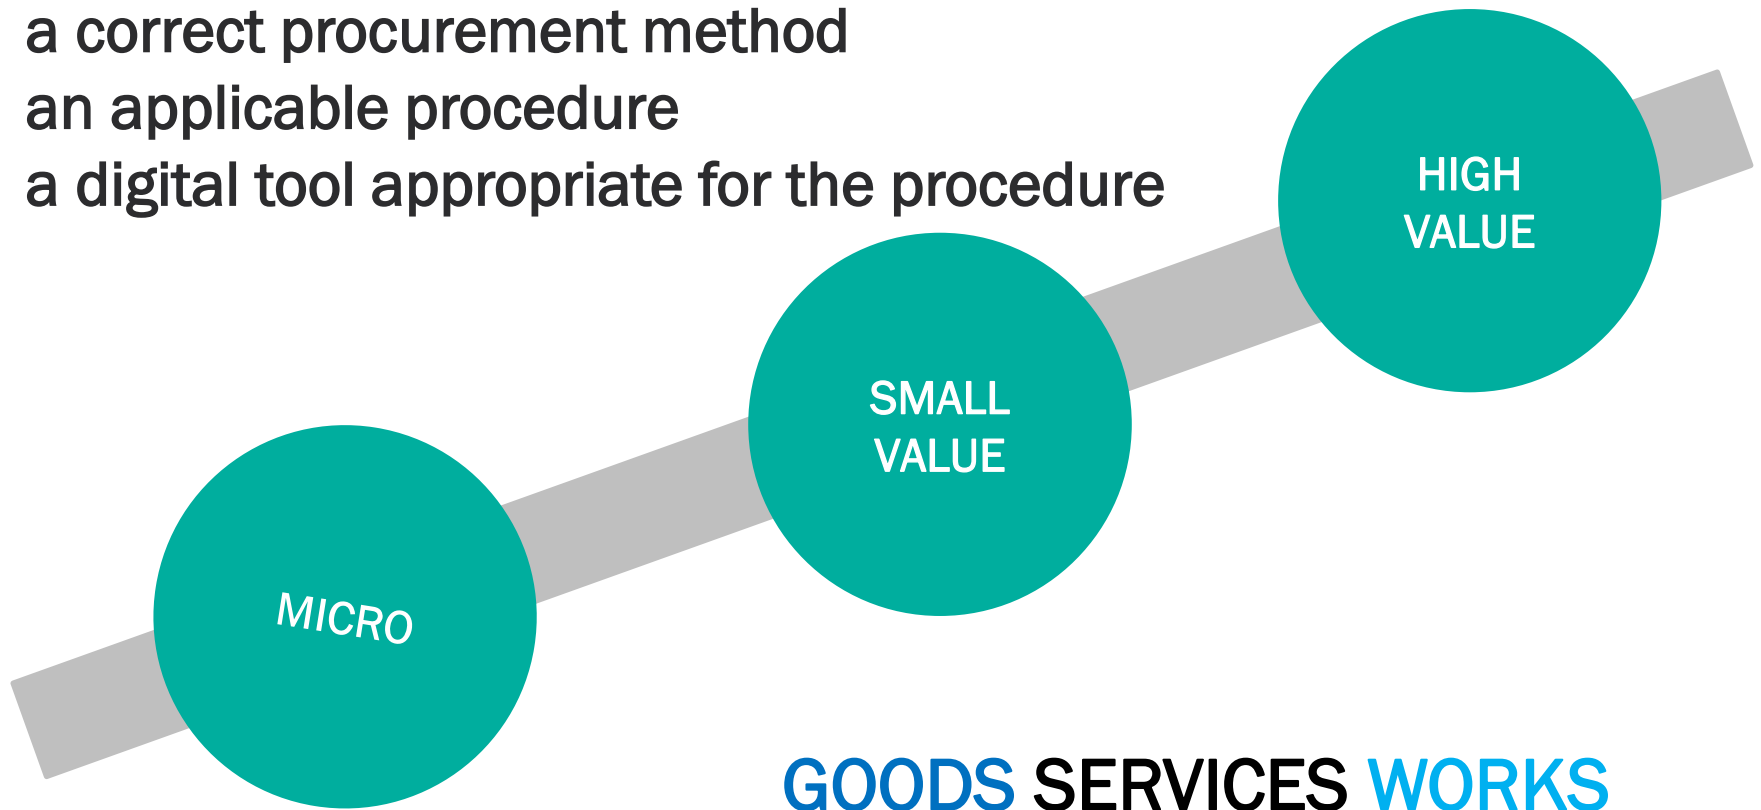 a correct procurement method
an applicable procedure
a digital tool appropriate for the procedure
HIGH
VALUE
SMALL
VALUE
MICRO
GOODS SERVICES WORKS